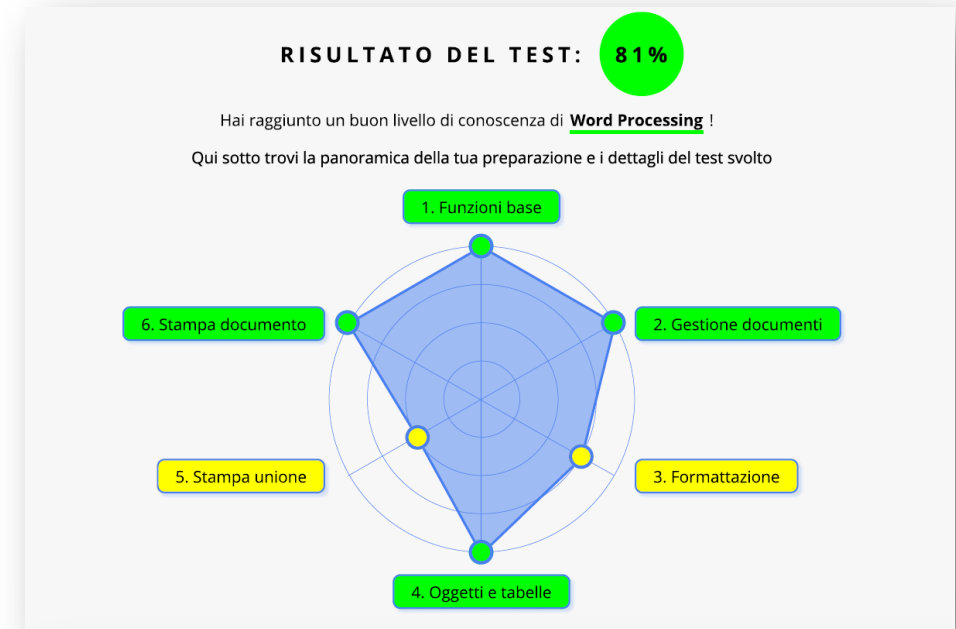 RISULTATO DEL TEST: 81%
Hai raggiunto un buon livello di conoscenza di Word Processing !
Qui sotto trovi la panoramica della tua preparazione e i dettagli del test svolto
1. Funzioni base
6. Stampa documento
2. Gestione documenti
5. Stampa unione
3. Formattazione
4. Oggetti e tabelle